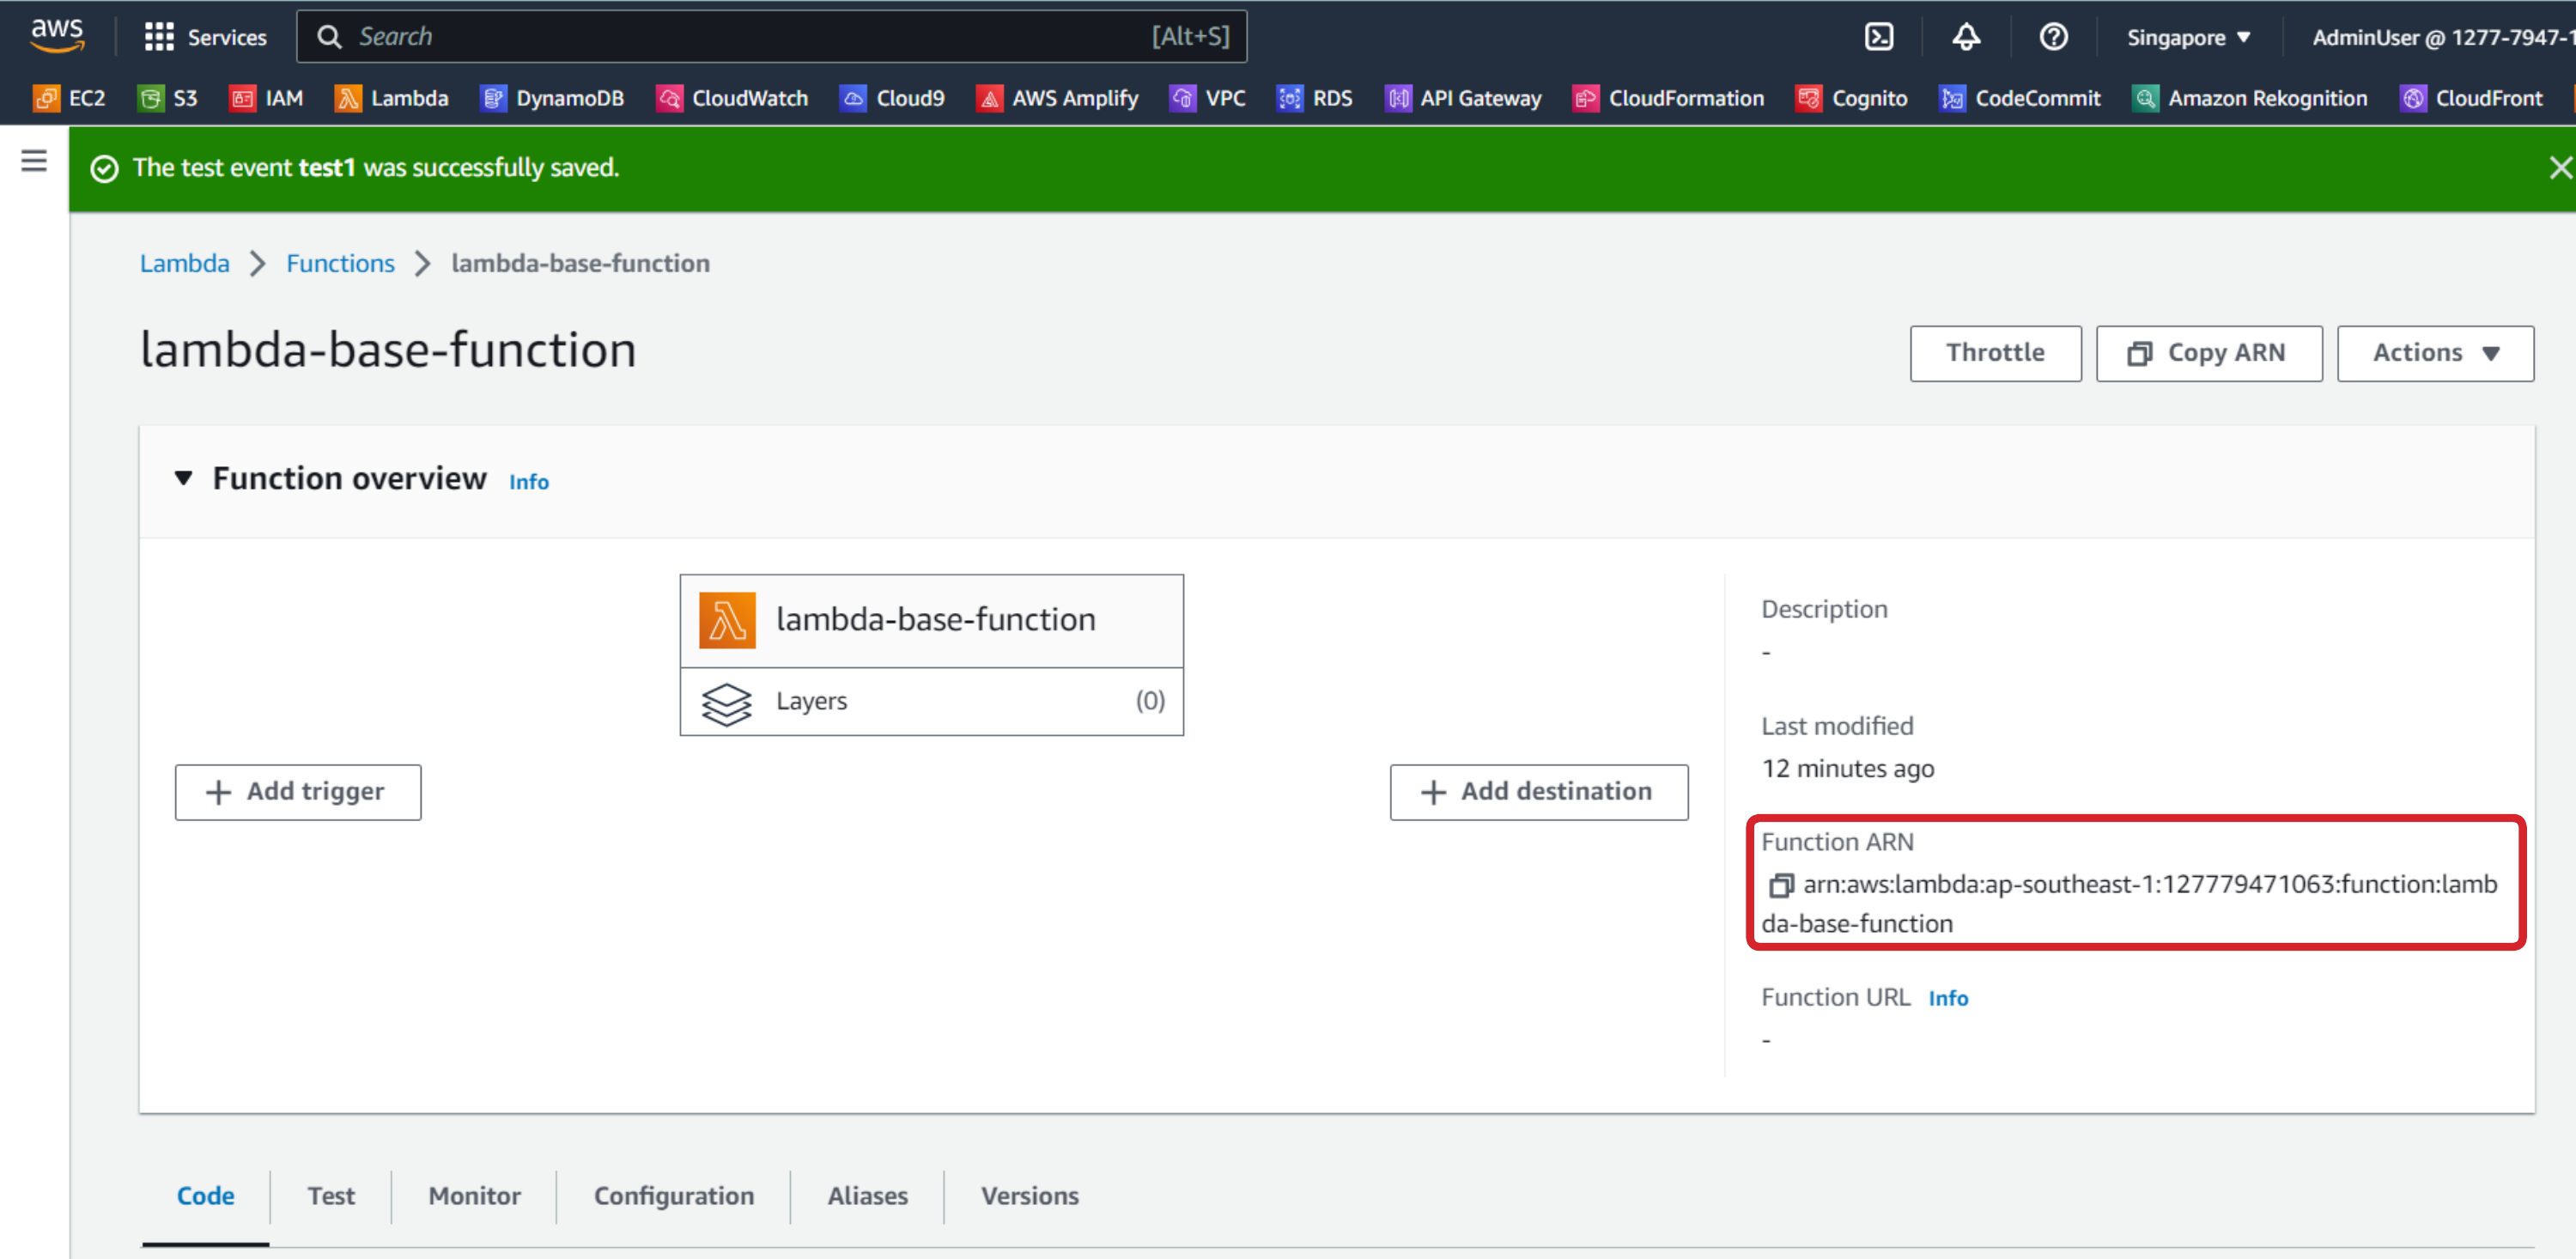 aws Services Search [Alt+S] Singapore AdminUser @ 1277-7947-1
EC2 S3 IAM Lambda DynamoDB CloudWatch Cloud9 AWS Amplify VPC RDS API Gateway CloudFormation Cognito CodeCommit Amazon Rekognition CloudFront
The test event test1 was successfully saved.
Lambda Functions lambda-base-function
lambda-base-function Throttle Copy ARN Actions
Function overview Info
lambda-base-function
Layers (0)
Add trigger
Add destination
Description
-
Last modified
12 minutes ago
Function ARN
arn:aws:lambda:ap-southeast-1:127779471063:function:lamb
da-base-function
Function URL Info
-
Code Test Monitor Configuration Aliases Versions